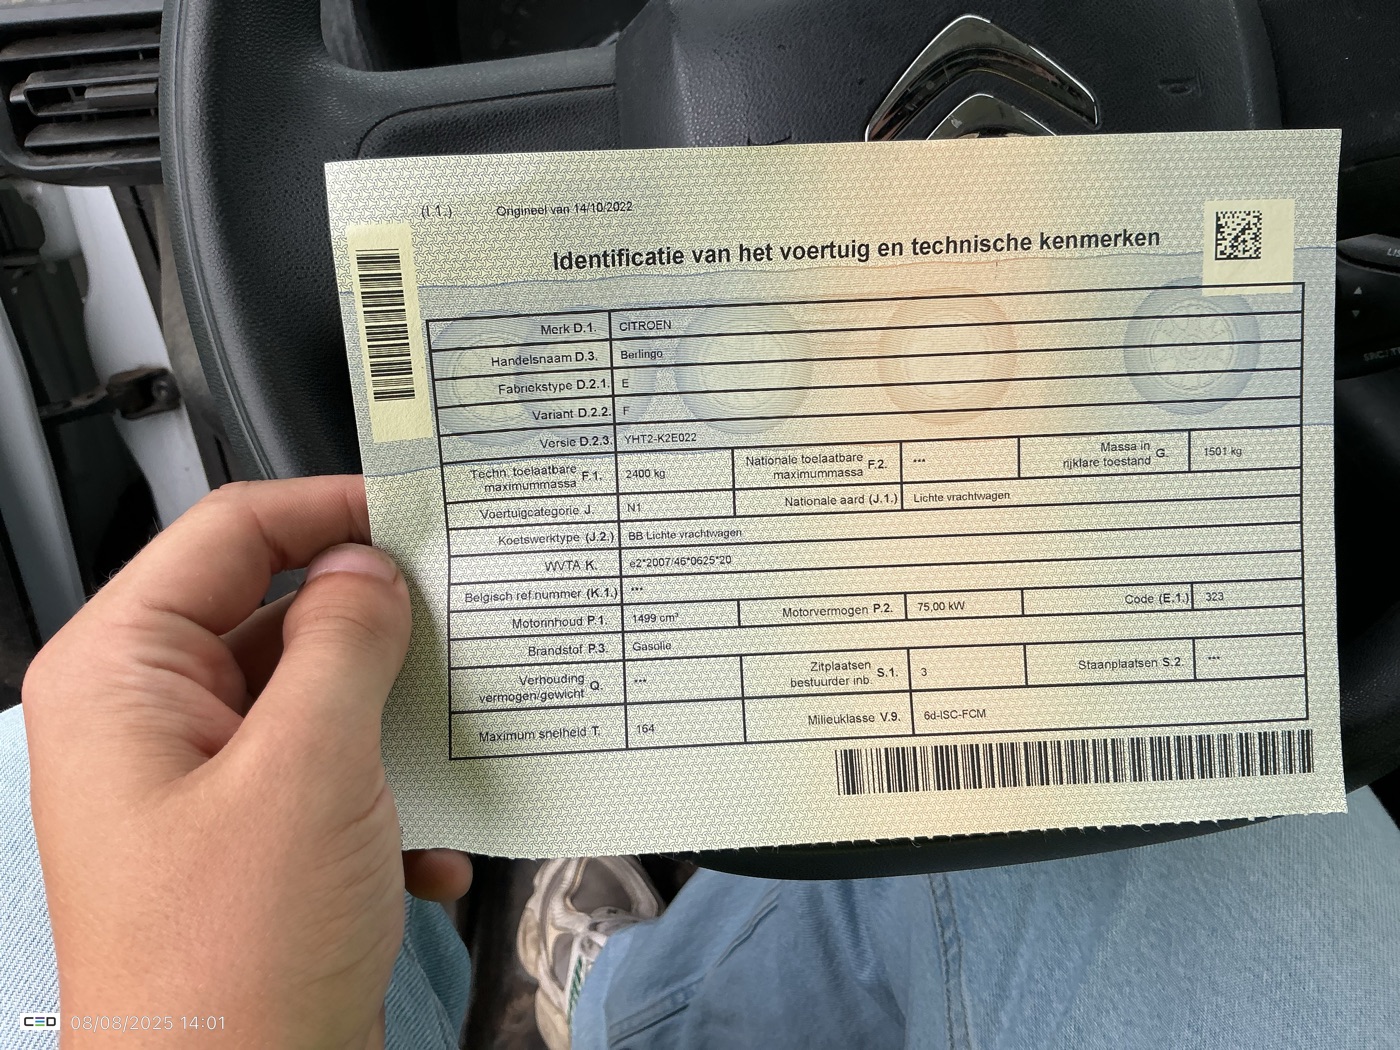 (I.1.) Origineel van 14/10/2022
Identificatie van het voertuig en technische kenmerken
Merk D.1. CITROEN
Handelsnaam D.3. Berlingo
Fabriekstype D.2.1. E
Variant D.2.2. F
Versie D.2.3. YHT2-K2E022
Techn. toelaatbare maximummassa F.1. 2400 kg Nationale toelaatbare maximummassa F.2. --- Massa in rijklare toestand G. 1501 kg
Voertuigcategorie J. N1 Nationale aard (J.1.) Lichte vrachtwagen
Koetswerktype (J.2.) BB Lichte vrachtwagen
WVTA K. e2*2007/46*0625*20
Belgisch ref.nummer (K.1.) ---
Motorinhoud P.1. 1499 cm³ Motorvermogen P.2. 75,00 kW Code (E.1.) 323
Brandstof P.3. Gasolie
Verhouding vermogen/gewicht Q. --- Zitplaatsen bestuurder inb. S.1. 3 Staanplaatsen S.2. ---
Maximum snelheid T. 164 Milieuklasse V.9. 6d-ISC-FCM
CED 08/08/2025 14:01